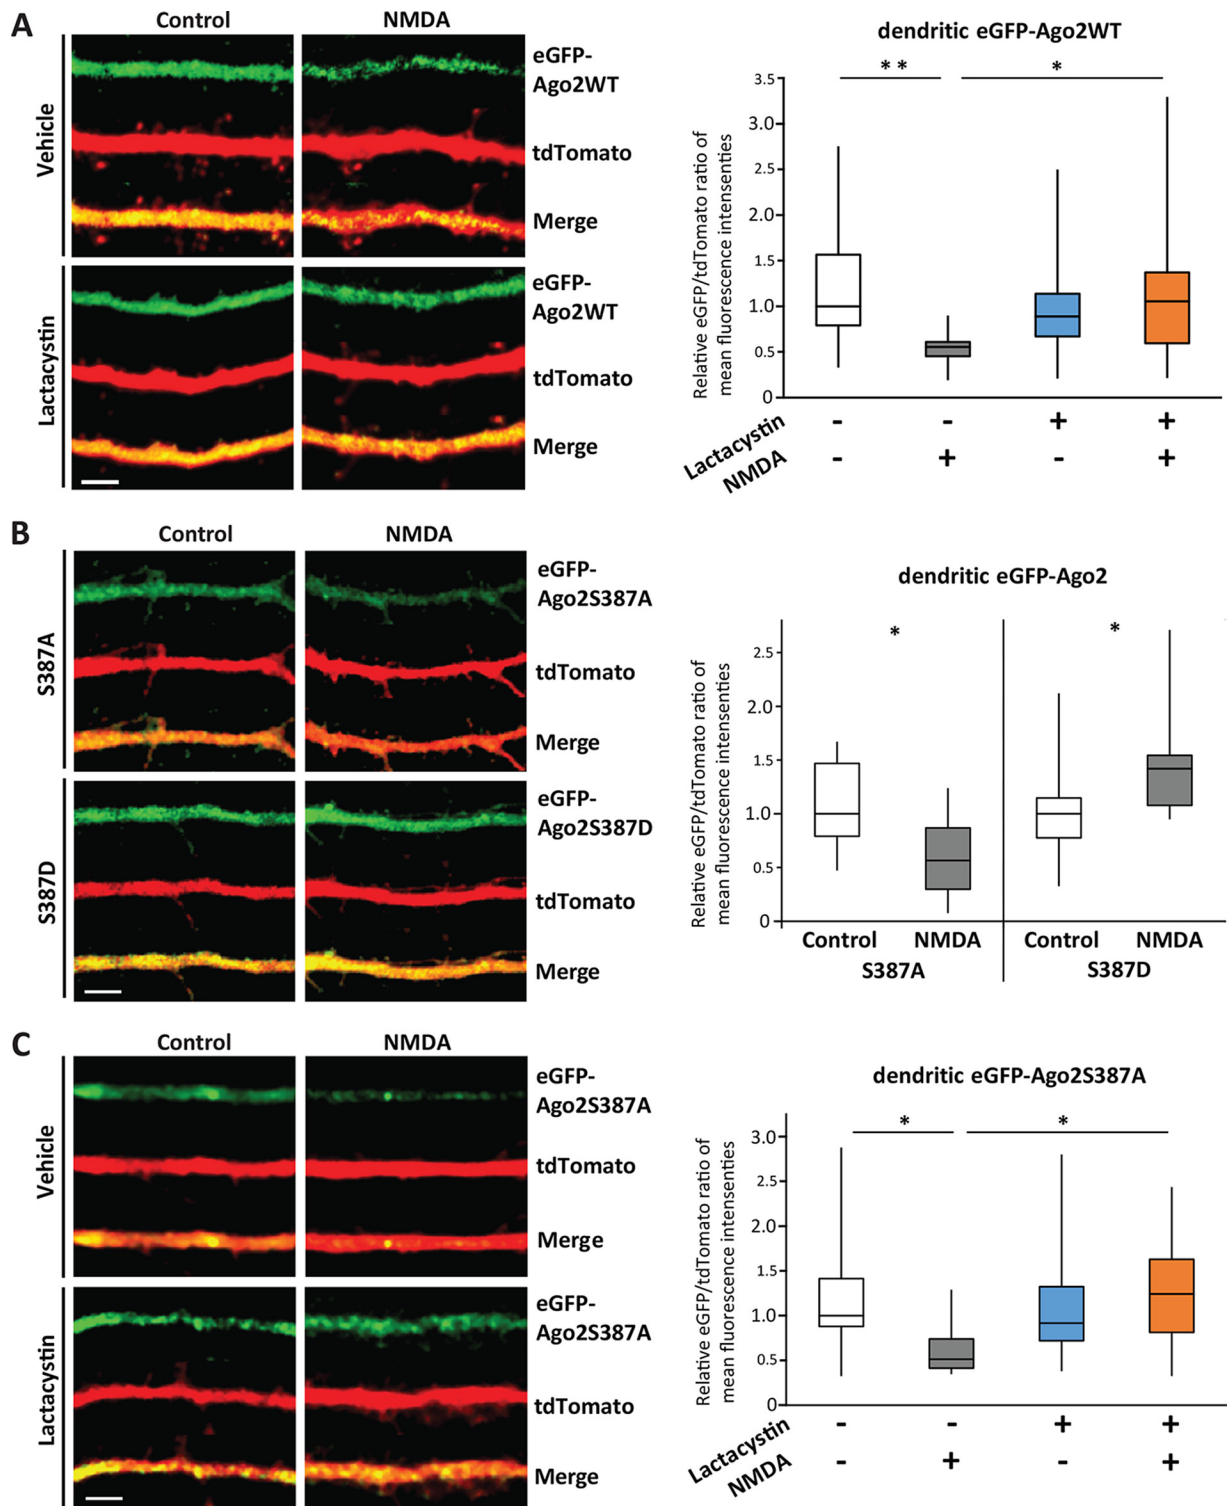 A
Control
NMDA
Vehicle
eGFP-
Ago2WT
tdTomato
Merge
Lactacystin
eGFP-
Ago2WT
tdTomato
Merge
dendritic eGFP-Ago2WT
Relative eGFP/tdTomato ratio of
mean fluorescence intensenties
3.5
3.0
2.5
2.0
1.5
1.0
0.5
0
** *
Lactacystin - - + +
NMDA - + - +
B
Control
NMDA
S387A
eGFP-
Ago2S387A
tdTomato
Merge
S387D
eGFP-
Ago2S387D
tdTomato
Merge
dendritic eGFP-Ago2
Relative eGFP/tdTomato ratio of
mean fluorescence intensities
2.5
2.0
1.5
1.0
0.5
0
* *
Control NMDA Control NMDA
S387A S387D
C
Control
NMDA
Vehicle
eGFP-
Ago2S387A
tdTomato
Merge
Lactacystin
eGFP-
Ago2S387A
tdTomato
Merge
dendritic eGFP-Ago2S387A
Relative eGFP/tdTomato ratio of
mean fluorescence intensenties
3.0
2.5
2.0
1.5
1.0
0.5
0
* *
Lactacystin - - + +
NMDA - + - +